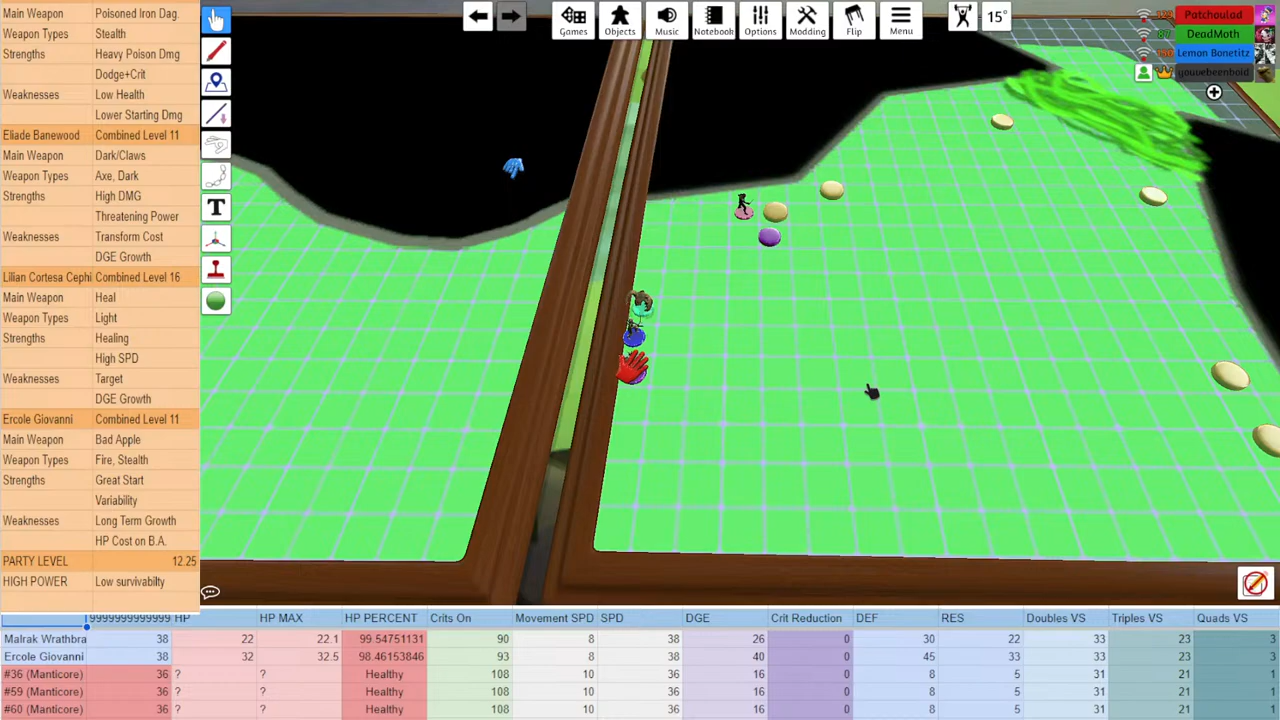 Main Weapon Poisoned Iron Dag.
Weapon Types Stealth
Strengths Heavy Poison Dmg
Dodge+Crit
Weaknesses Low Health
Lower Starting Dmg
Eliade Banewood Combined Level 11
Main Weapon Dark/Claws
Weapon Types Axe, Dark
Strengths High DMG
Threatening Power
Weaknesses Transform Cost
DGE Growth
Lilian Cortesa Cephi Combined Level 16
Main Weapon Heal
Weapon Types Light
Strengths Healing
High SPD
Weaknesses Target
DGE Growth
Ercole Giovanni Combined Level 11
Main Weapon Bad Apple
Weapon Types Fire, Stealth
Strengths Great Start
Variability
Weaknesses Long Term Growth
HP Cost on B.A.
PARTY LEVEL 12.25
HIGH POWER Low survivabilty
T
Games Objects Music Notebook Options Modding Flip Menu 15°
Patchoulad
87 DeadMoth
Lemon Bonetitz
youwebeenbold
9999999999999 HP HP MAX HP PERCENT Crits On Movement SPD SPD DGE Crit Reduction DEF RES Doubles VS Triples VS Quads VS
Malrak Wrathbra 38 22 22.1 99.54751131 90 8 38 26 0 30 22 33 23 3
Ercole Giovanni 38 32 32.5 98.46153846 93 8 38 40 0 45 33 33 23 3
#36 (Manticore) 36 ? ? Healthy 108 10 36 16 0 8 5 31 21 1
#59 (Manticore) 36 ? ? Healthy 108 10 36 16 0 8 5 31 21 1
#60 (Manticore) 36 ? ? Healthy 108 10 36 16 0 8 5 31 21 1